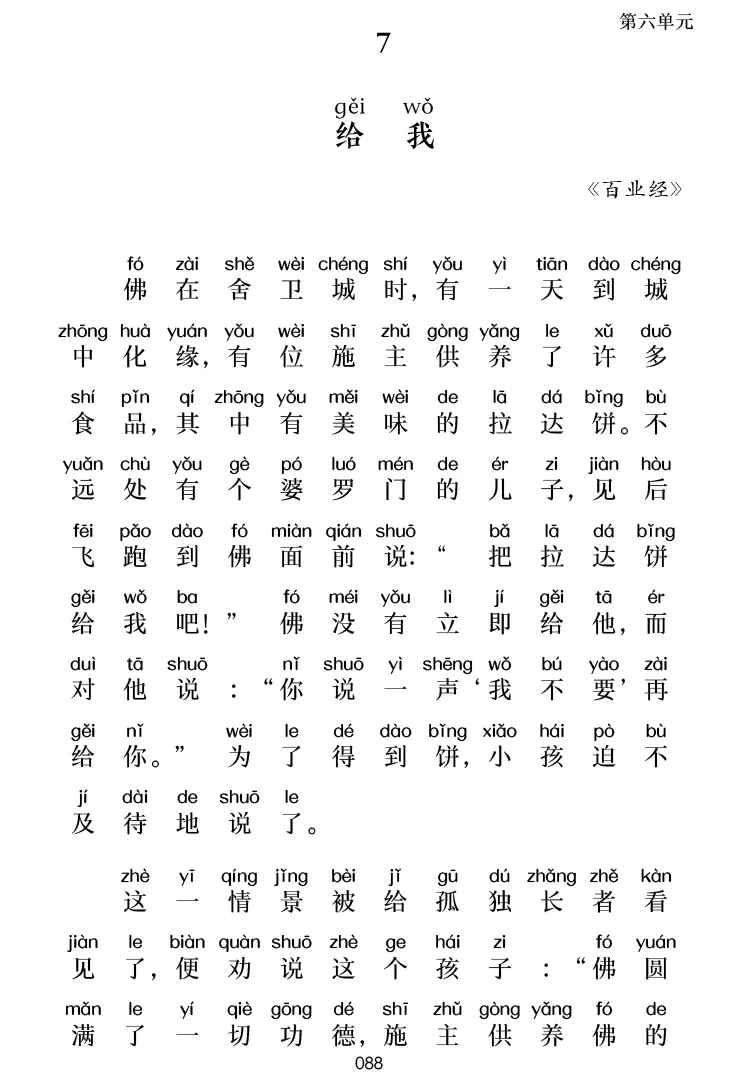 第六单元
7
gěi wǒ
给 我
《百业经》
fó zài shě wèi chéng shí yǒu yì tiān dào chéng
佛在舍卫城时，有一天到城
zhōng huà yuán yǒu wèi shī zhǔ gòng yǎng le xǔ duō
中化缘，有位施主供养了许多
shí pǐn qí zhōng yǒu měi wèi de lā dá bǐng bù
食品，其中有美味的拉达饼。不
yuǎn chù yǒu gè pó luó mén de ér zi jiàn hòu
远处有个婆罗门的儿子，见后
fēi pǎo dào fó miàn qián shuō bǎ lā dá bǐng
飞跑到佛面前说：“把拉达饼
gěi wǒ ba fó méi yǒu lì jí gěi tā ér
给我吧！”佛没有立即给他，而
duì tā shuō nǐ shuō yì shēng wǒ bú yào zài
对他说：“你说一声‘我不要’再
gěi nǐ wèi le dé dào bǐng xiǎo hái pò bù
给你。”为了得到饼，小孩迫不
jí dài de shuō le
及待地说了。
zhè yī qíng jǐng bèi jǐ gū dú zhǎng zhě kàn
这一情景被给孤独长者看
jiàn le biàn quàn shuō zhè ge hái zi fó yuán
见了，便劝说这个孩子：“佛圆
mǎn le yí qiè gōng dé shī zhǔ gòng yǎng fó de
满了一切功德，施主供养佛的
088